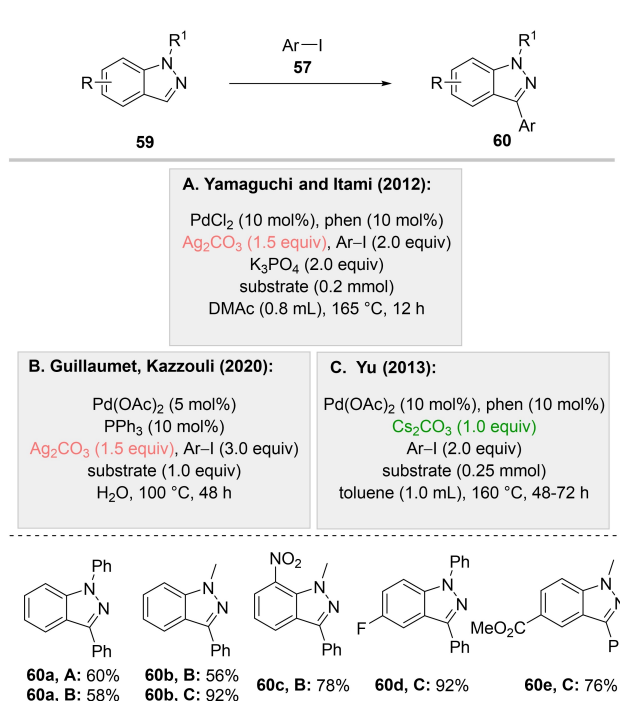 R¹
Ar—I
R¹
N
57
N
R
N
R
N
Ar
59
60
A. Yamaguchi and Itami (2012):
PdCl₂ (10 mol%), phen (10 mol%)
Ag₂CO₃ (1.5 equiv), Ar–I (2.0 equiv)
K₃PO₄ (2.0 equiv)
substrate (0.2 mmol)
DMAc (0.8 mL), 165 °C, 12 h
B. Guillaumet, Kazzouli (2020):
Pd(OAc)₂ (5 mol%)
PPh₃ (10 mol%)
Ag₂CO₃ (1.5 equiv), Ar–I (3.0 equiv)
substrate (1.0 equiv)
H₂O, 100 °C, 48 h
C. Yu (2013):
Pd(OAc)₂ (10 mol%), phen (10 mol%)
Cs₂CO₃ (1.0 equiv)
Ar–I (2.0 equiv)
substrate (0.25 mmol)
toluene (1.0 mL), 160 °C, 48-72 h
Ph
N
N
Ph
60a, A: 60%
60a, B: 58%
N
N
Ph
60b, B: 56%
60b, C: 92%
NO₂
N
N
Ph
60c, B: 78%
Ph
N
N
F
Ph
60d, C: 92%
N
N
MeO₂C
P
60e, C: 76%